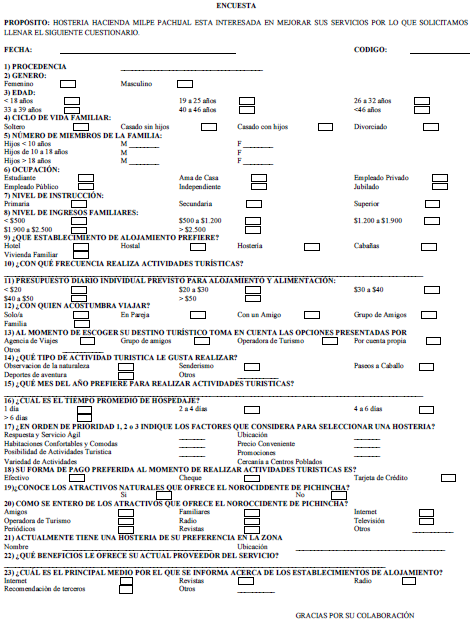 ENCUESTA
PROPÓSITO: HOSTERIA HACIENDA MILPE PACHIJAL ESTA INTERESADA EN MEJORAR SUS SERVICIOS POR LO QUE SOLICITAMOS
LLENAR EL SIGUIENTE CUESTIONARIO.
FECHA: CODIGO:
1) PROCEDENCIA
2) GENERO:
Femenino Masculino
3) EDAD:
< 18 años 19 a 25 años 26 a 32 años
33 a 39 años 40 a 46 años <46 años
4) CICLO DE VIDA FAMILIAR:
Soltero Casado sin hijos Casado con hijos Divorciado
5) NÚMERO DE MIEMBROS DE LA FAMILIA:
Hijos < 10 años M F
Hijos de 10 a 18 años M F
Hijos > 18 años M F
6) OCUPACIÓN:
Estudiante Ama de Casa Empleado Privado
Empleado Público Independiente Jubilado
7) NIVEL DE INSTRUCCIÓN:
Primaria Secundaria Superior
8) NIVEL DE INGRESOS FAMILIARES:
< $500 $500 a $1.200 $1.200 a $1.900
$1.900 a $2.500 > $2.500
9) ¿QUE ESTABLECIMIENTO DE ALOJAMIENTO PREFIERE?
Hotel Hostal Hostería Cabañas
Vivienda Familiar
10) ¿CON QUÉ FRECUENCIA REALIZA ACTIVIDADES TURÍSTICAS?
11) PRESUPUESTO DIARIO INDIVIDUAL PREVISTO PARA ALOJAMIENTO Y ALIMENTACIÓN:
< $20 $20 a $30 $30 a $40
$40 a $50 > $50
12) ¿CON QUIÉN ACOSTUMBRA VIAJAR?
Solo/a En Pareja Con un Amigo Grupo de Amigos
Familia
13) AL MOMENTO DE ESCOGER SU DESTINO TURÍSTICO TOMA EN CUENTA LAS OPCIONES PRESENTADAS POR
Agencia de Viajes Grupo de amigos Operadora de Turismo Por cuenta propia
Otros
14) ¿QUÉ TIPO DE ACTIVIDAD TURISTICA LE GUSTA REALIZAR?
Observacion de la naturaleza Senderismo Paseos a Caballo
Deportes de aventura Otros
15) ¿QUÉ MES DEL AÑO PREFIERE PARA REALIZAR ACTIVIDADES TURISTICAS?
16) ¿CUAL ES EL TIEMPO PROMEDIO DE HOSPEDAJE?
1 día 2 a 4 días 4 a 6 días
> 6 días
17) ¿EN ORDEN DE PRIORIDAD 1, 2 o 3 INDIQUE LOS FACTORES QUE CONSIDERA PARA SELECCIONAR UNA HOSTERIA?
Respuesta y Servicio Agil Ubicación
Habitaciones Confortables y Comodas Precio Conveniente
Posibilidad de Actividades Turística Promociones
Variedad de Actividades Cercania a Centros Poblados
18) SU FORMA DE PAGO PREFERIDA AL MOMENTO DE REALIZAR ACTIVIDADES TURISTICAS ES?
Efectivo Cheque Tarjeta de Crédito
19) ¿CONOCE LOS ATRACTIVOS NATURALES QUE OFRECE EL NOROCIDENTE DE PICHINCHA?
Si No
20) CÓMO SE ENTERO DE LOS ATRACTIVOS QUE OFRECE EL NOROCCIDENTE DE PICHINCHA?
Amigos Familiares Internet
Operadora de Turismo Radio Televisión
Periódicos Revistas Otros
21) ACTUALMENTE TIENE UNA HOSTERIA DE SU PREFERENCIA EN LA ZONA
Nombre Ubicación
22) ¿QUÉ BENEFICIOS LE OFRECE SU ACTUAL PROVEEDOR DEL SERVICIO?
23) ¿CUÁL ES EL PRINCIPAL MEDIO POR EL QUE SE INFORMA ACERCA DE LOS ESTABLECIMIENTOS DE ALOJAMIENTO?
Internet Revistas Radio
Recomendación de terceros Otros
GRACIAS POR SU COLABORACIÓN